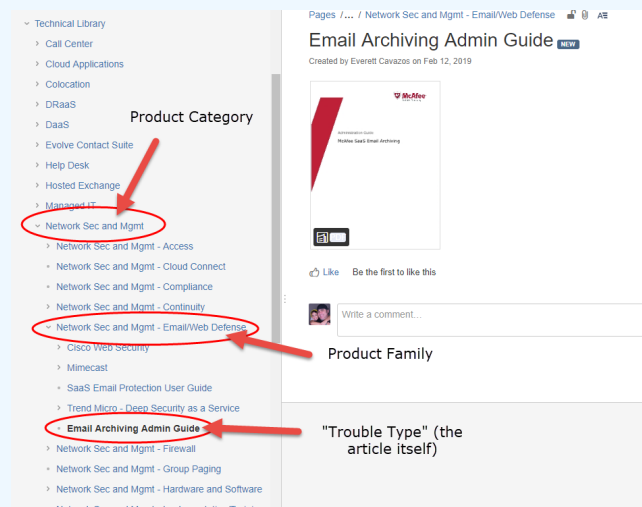 Technical Library
Call Center
Cloud Applications
Colocation
DRaaS
DaaS
Evolve Contact Suite
Help Desk
Hosted Exchange
Managed IT
Network Sec and Mgmt
Network Sec and Mgmt - Access
Network Sec and Mgmt - Cloud Connect
Network Sec and Mgmt - Compliance
Network Sec and Mgmt - Continuity
Network Sec and Mgmt - Email/Web Defense
Cisco Web Security
Mimecast
SaaS Email Protection User Guide
Trend Micro - Deep Security as a Service
Email Archiving Admin Guide
Network Sec and Mgmt - Firewall
Network Sec and Mgmt - Group Paging
Network Sec and Mgmt - Hardware and Software
Product Category
Pages /... / Network Sec and Mgmt - Email/Web Defense
Email Archiving Admin Guide NEW
Created by Everett Cavazos on Feb 12, 2019
McAfee
Administration Guide
McAfee SaaS Email Archiving
Like Be the first to like this
Write a comment...
Product Family
"Trouble Type" (the
article itself)